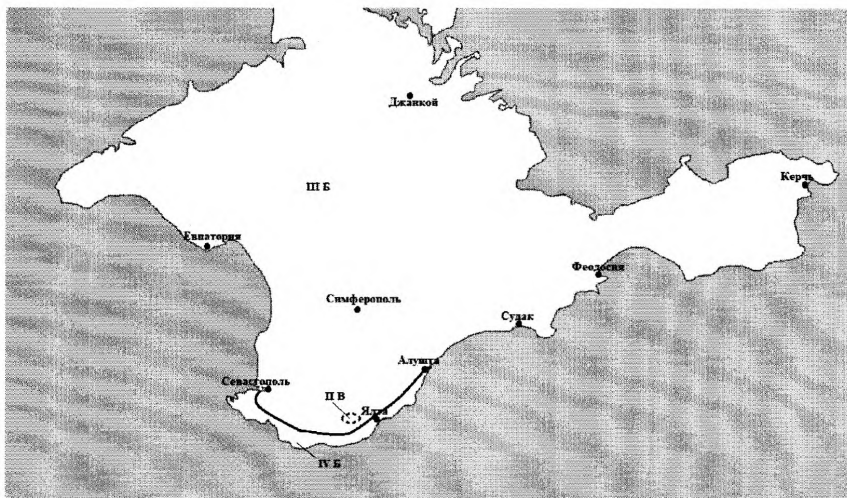 Джанкой
III Б
Керчь
Евпатория
Феодосия
Симферополь
Судак
Алушта
Севастополь
II В
Ялта
IV Б